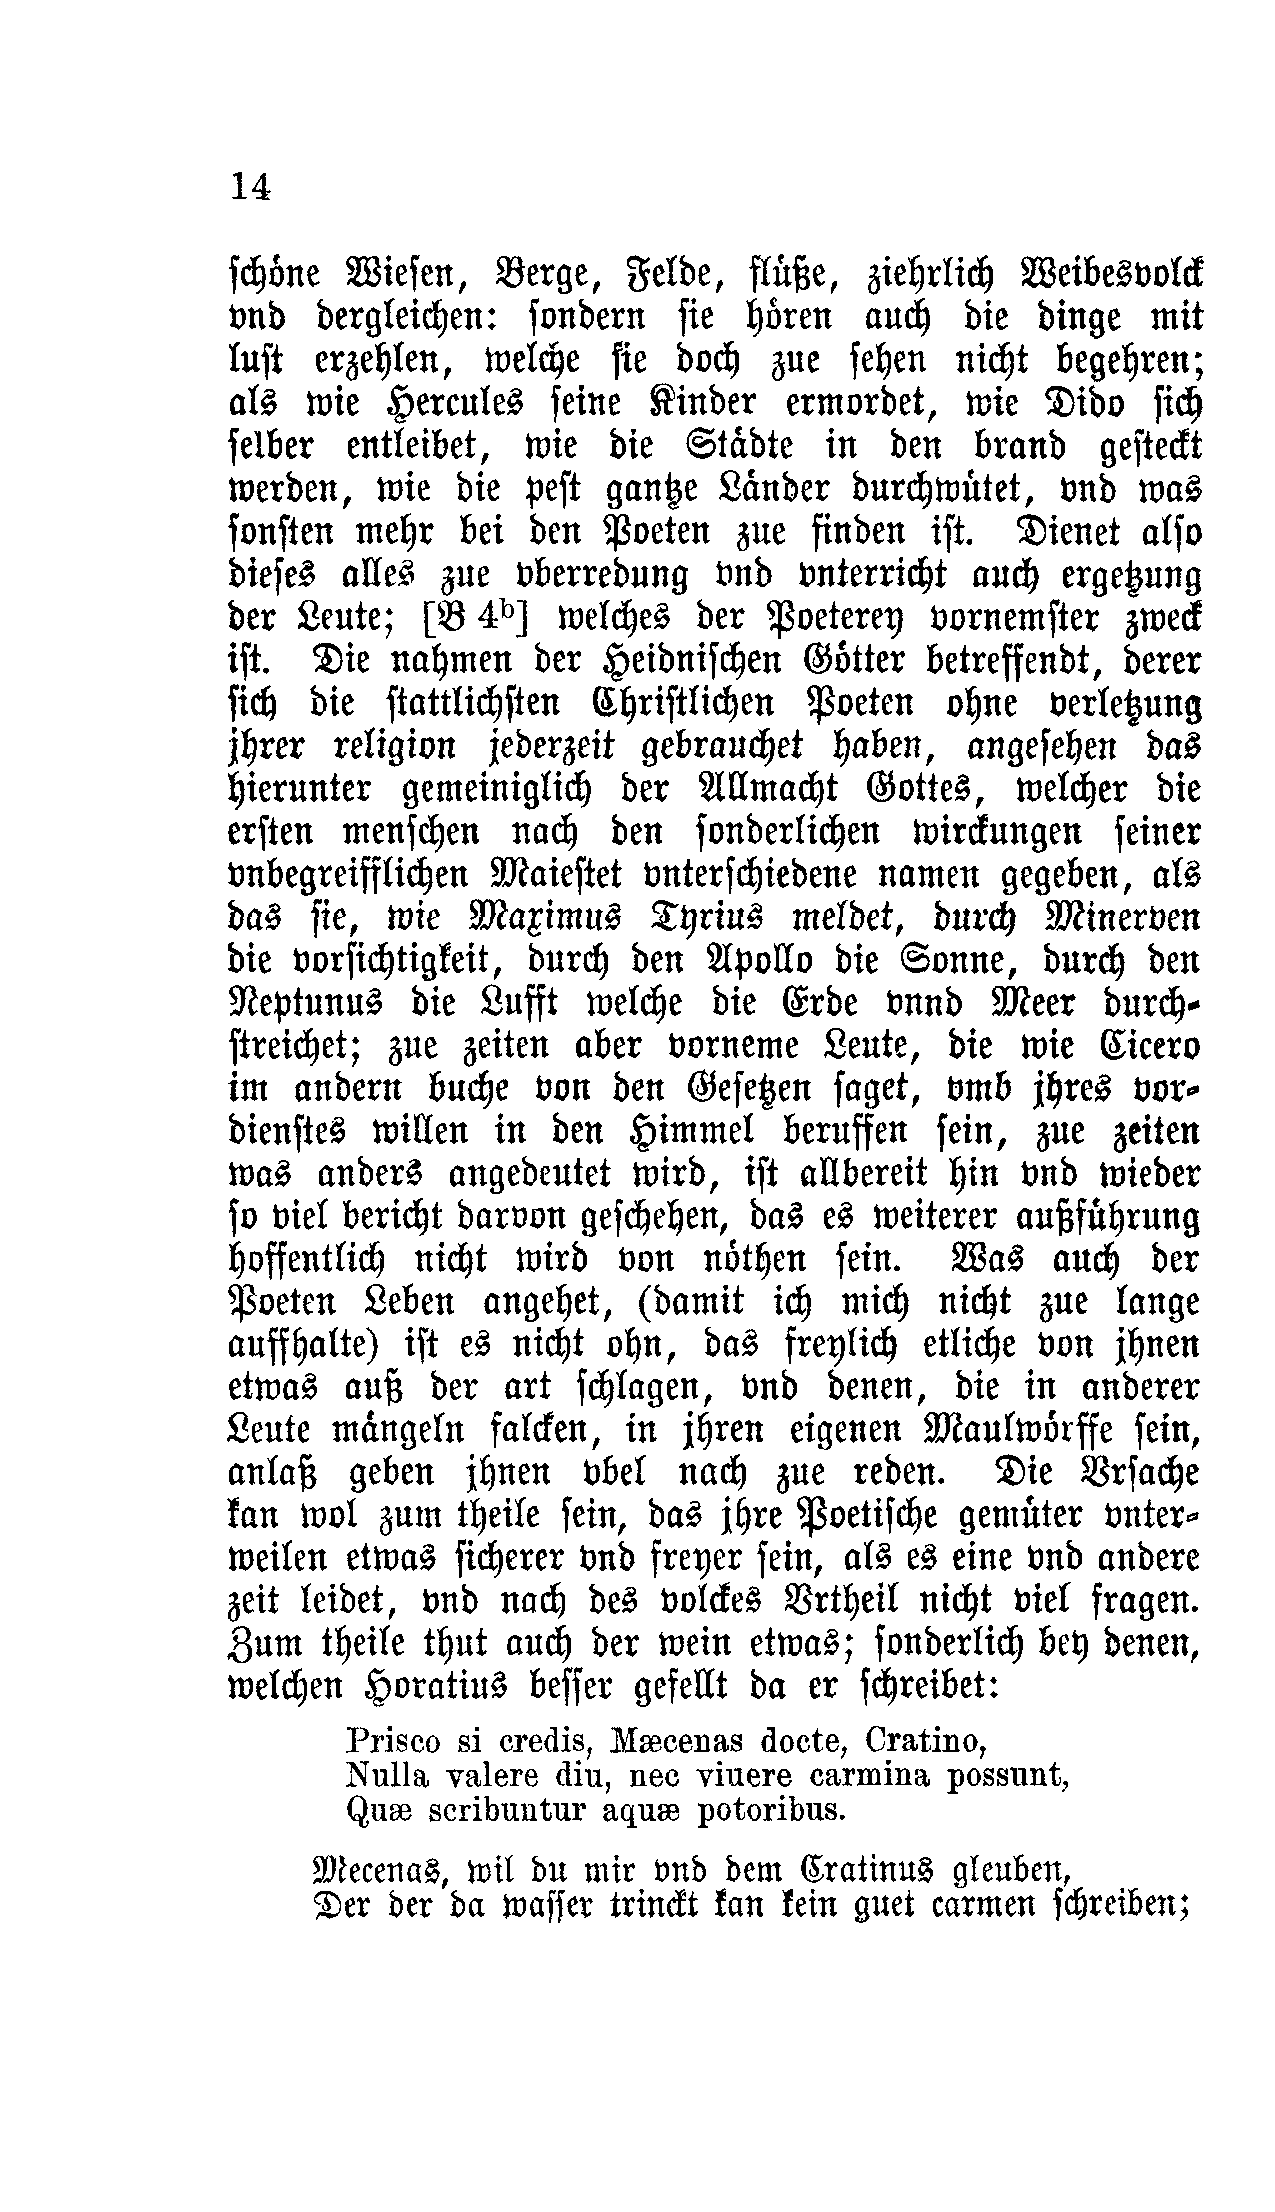 14
ſchöne Wieſen, Berge, Felde, flüße, ziehrlich Weibesvolck
vnd dergleichen: ſondern ſie hören auch die dinge mit
luſt erzehlen, welche ſie doch zue ſehen nicht begehren;
als wie Hercules ſeine Kinder ermordet, wie Dido ſich
ſelber entleibet, wie die Städte in den brand geſteckt
werden, wie die peſt gantze Länder durchwütet, vnd was
ſonſten mehr bei den Poeten zue finden iſt. Dienet alſo
dieſes alles zue vberredung vnd vnterricht auch ergetzung
der Leute; [B 4ᵇ] welches der Poeterey vornemſter zweck
iſt. Die nahmen der Heidniſchen Götter betreffendt, derer
ſich die ſtattlichſten Chriſtlichen Poeten ohne verletzung
jhrer religion jederzeit gebrauchet haben, angeſehen das
hierunter gemeiniglich der Allmacht Gottes, welcher die
erſten menſchen nach den ſonderlichen wirckungen ſeiner
vnbegreifflichen Maieſtet vnterſchiedene namen gegeben, als
das ſie, wie Maximus Tyrius meldet, durch Minerven
die vorſichtigkeit, durch den Apollo die Sonne, durch den
Neptunus die Lufft welche die Erde vnnd Meer durch-
ſtreichet; zue zeiten aber vorneme Leute, die wie Cicero
im andern buche von den Geſetzen ſaget, vmb jhres vor-
dienſtes willen in den Himmel beruffen ſein, zue zeiten
was anders angedeutet wird, iſt allbereit hin vnd wieder
ſo viel bericht darvon geſchehen, das es weiterer außführung
hoffentlich nicht wird von nöthen ſein. Was auch der
Poeten Leben angehet, (damit ich mich nicht zue lange
auffhalte) iſt es nicht ohn, das freylich etliche von jhnen
etwas auß der art ſchlagen, vnd denen, die in anderer
Leute mängeln falcken, in jhren eigenen Maulwörffe ſein,
anlaß geben jhnen vbel nach zue reden. Die Vrſache
kan wol zum theile ſein, das jhre Poetiſche gemüter vnter-
weilen etwas ſicherer vnd freyer ſein, als es eine vnd andere
zeit leidet, vnd nach des volckes Vrtheil nicht viel fragen.
Zum theile thut auch der wein etwas; ſonderlich bey denen,
welchen Horatius beſſer gefellt da er ſchreibet:
Prisco si credis, Mæcenas docte, Cratino,
Nulla valere diu, nec viuere carmina possunt,
Quæ scribuntur aquæ potoribus.
Mecenas, wil du mir vnd dem Cratinus gleuben,
Der der da waſſer trinckt kan kein guet carmen ſchreiben;